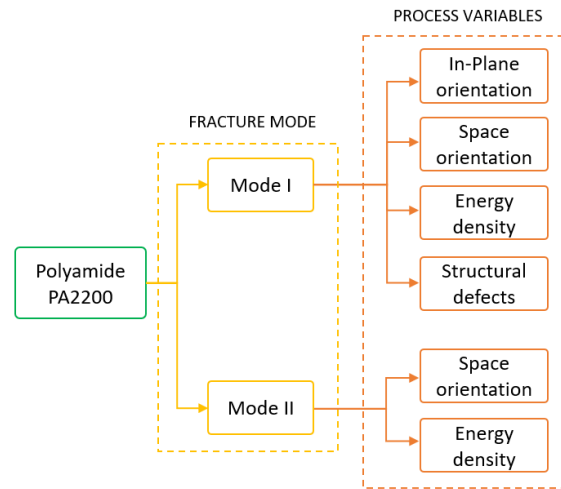 PROCESS VARIABLES
FRACTURE MODE
Polyamide
PA2200
Mode I
In-Plane
orientation
Space
orientation
Energy
density
Structural
defects
Mode II
Space
orientation
Energy
density